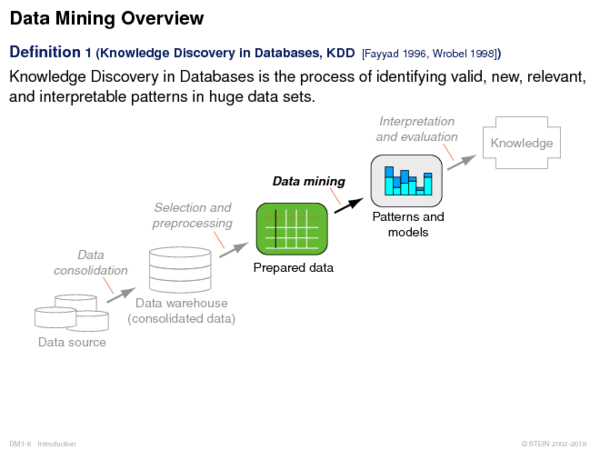 Data Mining Overview
Definition 1 (Knowledge Discovery in Databases, KDD [Fayyad 1996, Wrobel 1998])
Knowledge Discovery in Databases is the process of identifying valid, new, relevant,
and interpretable patterns in huge data sets.
Interpretation
and evaluation
Knowledge
Data mining
Patterns and
models
Selection and
preprocessing
Prepared data
Data
consolidation
Data warehouse
(consolidated data)
Data source
DM:I-8 Introduction
© STEIN 2002-2018